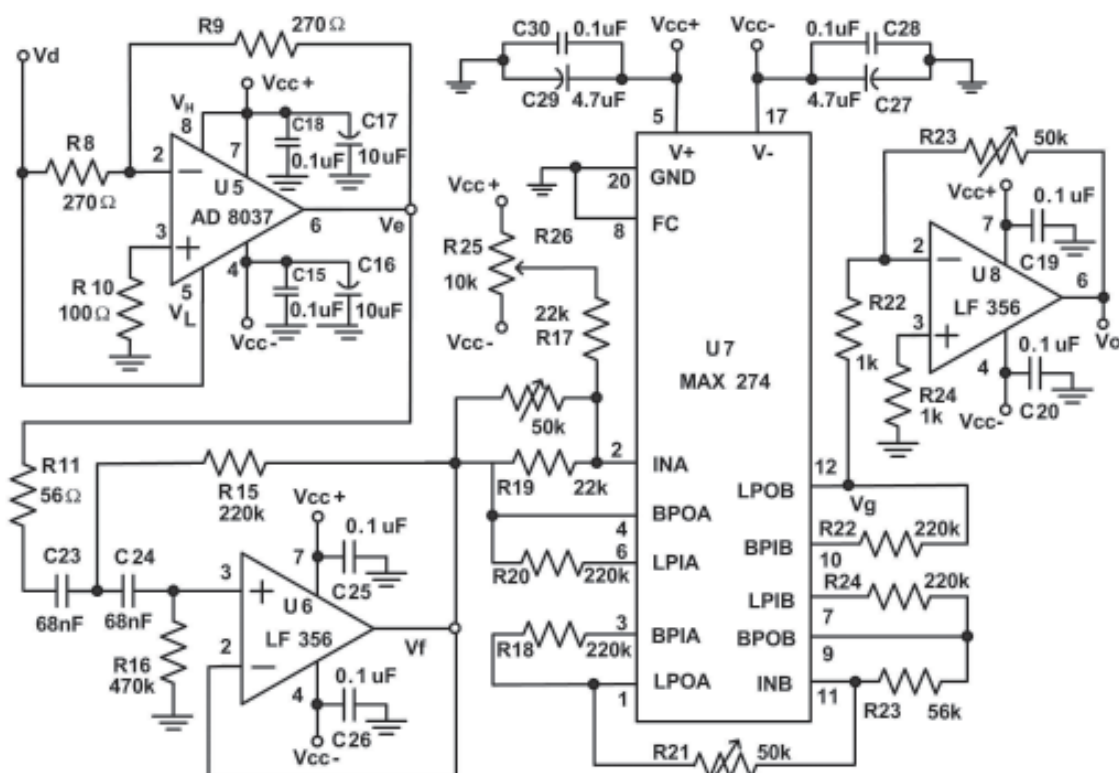 R9
270Ω
Vd
Vcc+
VH
8
R8
270Ω
2
7
C18
0.1uF
C17
10uF
U5
AD 8037
6
Ve
3
R10
100Ω
5
VL
4
C15
0.1uF
C16
10uF
Vcc-
C30
0.1uF
Vcc+
Vcc-
0.1uF
C28
C29
4.7uF
4.7uF
C27
5
17
V+
V-
20
GND
FC
8
Vcc+
R25
10k
R26
Vcc-
22k
R17
50k
U7
MAX 274
R23
50k
Vcc+
7
0.1uF
C19
2
U8
LF 356
6
Vo
R22
1k
3
R24
1k
4
0.1uF
C20
Vcc-
R11
56Ω
R15
220k
R19
22k
2
INA
BPOA
4
6
LPIA
R20
220k
3
BPIA
R18
220k
LPOA
1
12
LPOB
Vg
BPIB
10
R22
220k
R24
220k
LPIB
7
BPOB
9
INB
11
R23
56k
R21
50k
C23
68nF
C24
68nF
Vcc+
7
0.1uF
C25
3
U6
LF 356
Vf
2
R16
470k
4
0.1uF
C26
Vcc-